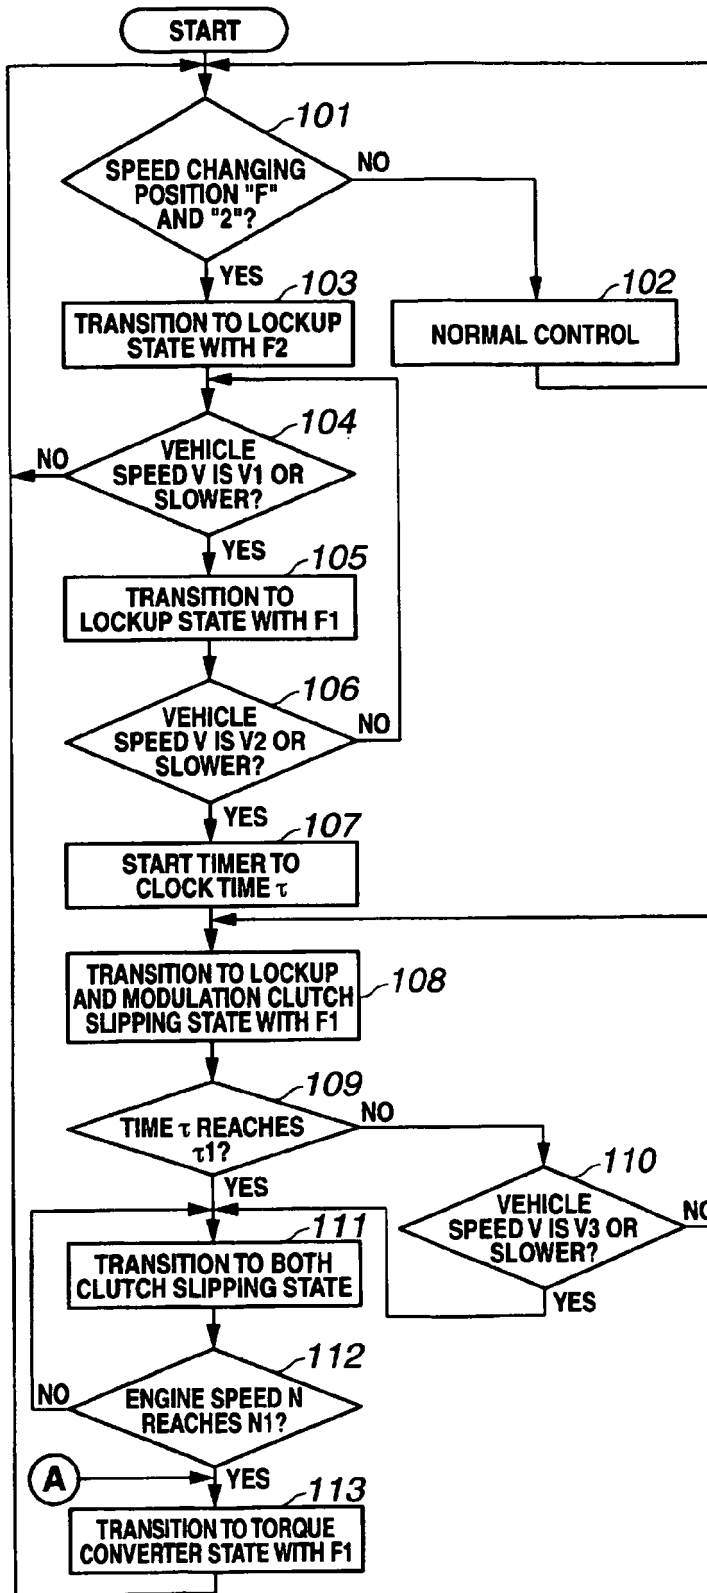 START
101
SPEED CHANGING
POSITION "F"
AND "2"?
NO
YES
103
TRANSITION TO LOCKUP
STATE WITH F2
102
NORMAL CONTROL
104
VEHICLE
SPEED V IS V1 OR
SLOWER?
NO
YES
105
TRANSITION TO
LOCKUP STATE WITH F1
106
VEHICLE
SPEED V IS V2 OR
SLOWER?
NO
YES
107
START TIMER TO
CLOCK TIME τ
TRANSITION TO LOCKUP
AND MODULATION CLUTCH
SLIPPING STATE WITH F1
108
109
TIME τ REACHES
τ1?
NO
YES
110
VEHICLE
SPEED V IS V3 OR
SLOWER?
NO
YES
111
TRANSITION TO BOTH
CLUTCH SLIPPING STATE
112
ENGINE SPEED N
REACHES N1?
NO
YES
A
113
TRANSITION TO TORQUE
CONVERTER STATE WITH F1